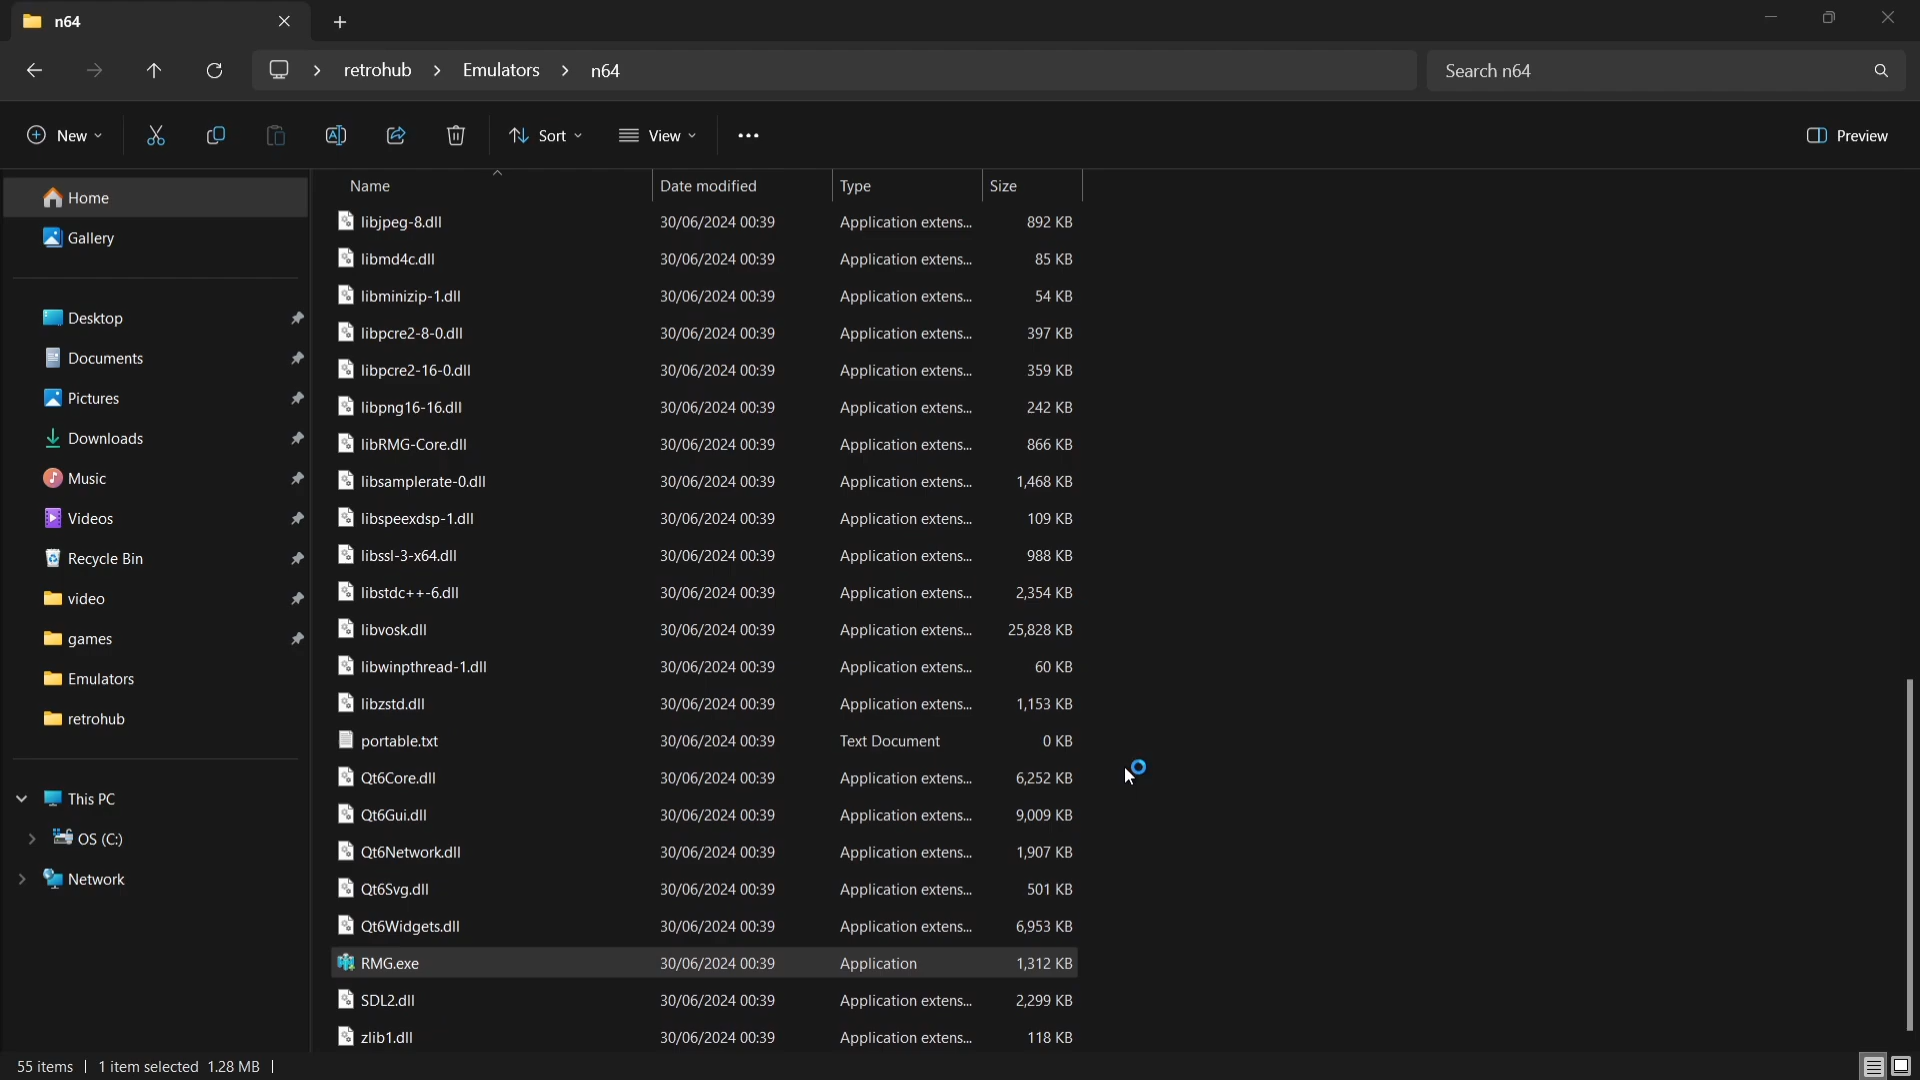 n64
retrohub Emulators n64
Search n64
New Sort View Preview
Name Date modified Type Size
Home
Gallery
Desktop
Documents
Pictures
Downloads
Music
Videos
Recycle Bin
video
games
Emulators
retrohub
This PC
OS (C:)
Network
libjpeg-8.dll 30/06/2024 00:39 Application extens... 892 KB
libmd4c.dll 30/06/2024 00:39 Application extens... 85 KB
libminizip-1.dll 30/06/2024 00:39 Application extens... 54 KB
libpcre2-8-0.dll 30/06/2024 00:39 Application extens... 397 KB
libpcre2-16-0.dll 30/06/2024 00:39 Application extens... 359 KB
libpng16-16.dll 30/06/2024 00:39 Application extens... 242 KB
libRMG-Core.dll 30/06/2024 00:39 Application extens... 866 KB
libsamplerate-0.dll 30/06/2024 00:39 Application extens... 1,468 KB
libspeexdsp-1.dll 30/06/2024 00:39 Application extens... 109 KB
libssl-3-x64.dll 30/06/2024 00:39 Application extens... 988 KB
libstdc++-6.dll 30/06/2024 00:39 Application extens... 2,354 KB
libvosk.dll 30/06/2024 00:39 Application extens... 25,828 KB
libwinpthread-1.dll 30/06/2024 00:39 Application extens... 60 KB
libzstd.dll 30/06/2024 00:39 Application extens... 1,153 KB
portable.txt 30/06/2024 00:39 Text Document 0 KB
Qt6Core.dll 30/06/2024 00:39 Application extens... 6,252 KB
Qt6Gui.dll 30/06/2024 00:39 Application extens... 9,009 KB
Qt6Network.dll 30/06/2024 00:39 Application extens... 1,907 KB
Qt6Svg.dll 30/06/2024 00:39 Application extens... 501 KB
Qt6Widgets.dll 30/06/2024 00:39 Application extens... 6,953 KB
RMG.exe 30/06/2024 00:39 Application 1,312 KB
SDL2.dll 30/06/2024 00:39 Application extens... 2,299 KB
zlib1.dll 30/06/2024 00:39 Application extens... 118 KB
55 items 1 item selected 1.28 MB